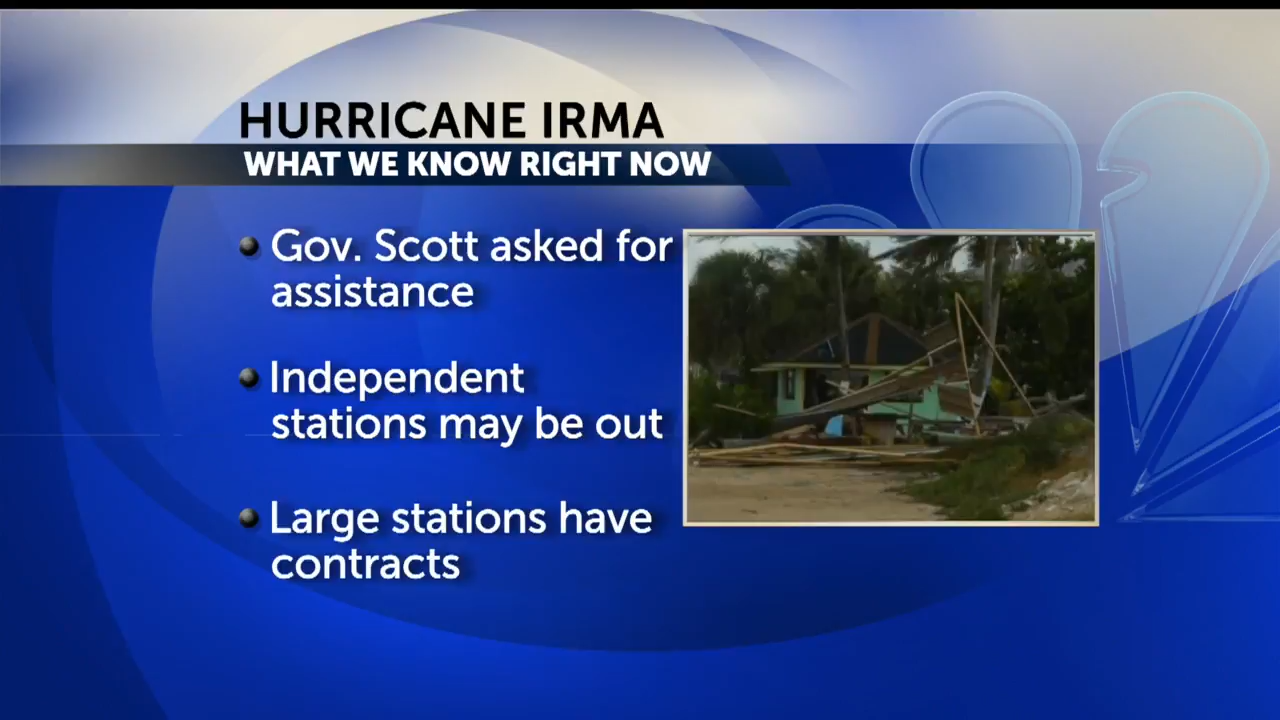 HURRICANE IRMA
WHAT WE KNOW RIGHT NOW
Gov. Scott asked for
assistance
Independent
stations may be out
Large stations have
contracts